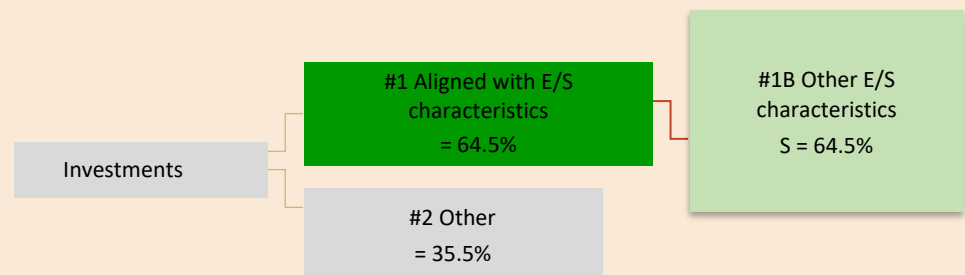 Investments
#1 Aligned with E/S
characteristics
= 64.5%
#2 Other
= 35.5%
#1B Other E/S
characteristics
S = 64.5%